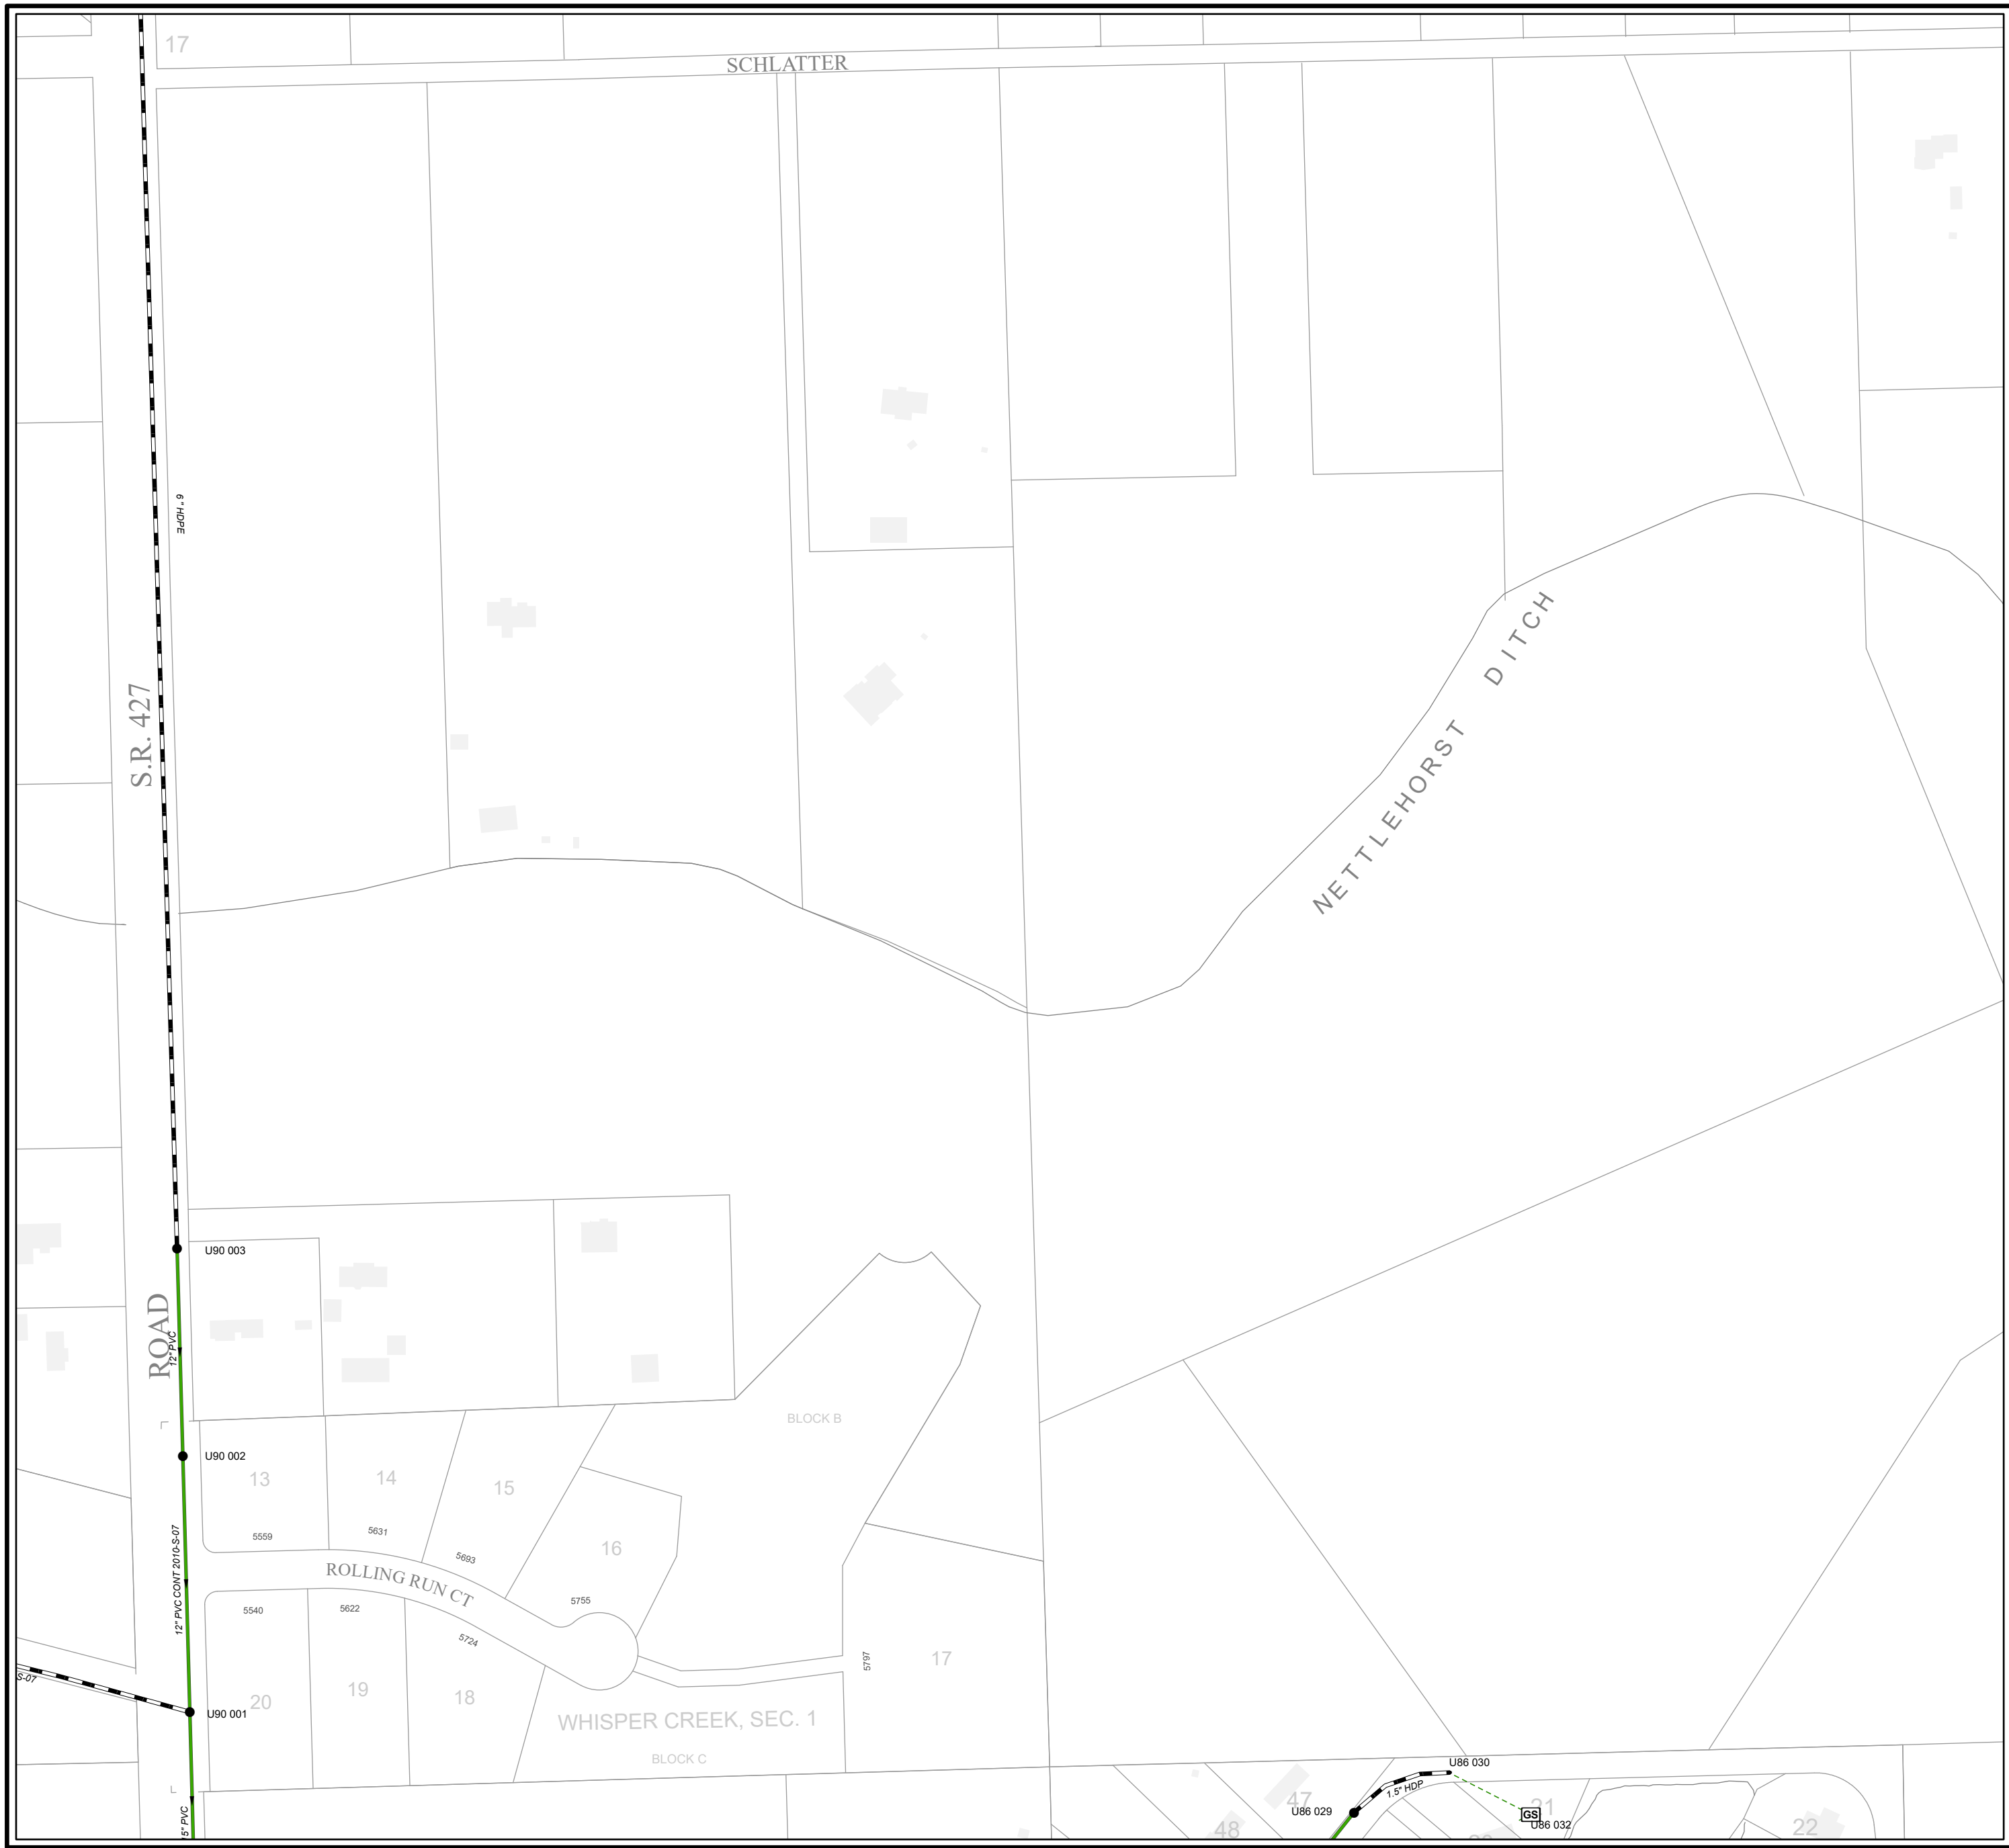 17
SCHLATTER
6" HDPE
S.R. 427
NETTLEHORST DITCH
U90 003
ROAD
12" PVC
BLOCK B
U90 002
13
14
15
5559
5631
5693
16
12" PVC CONT 2010-S-07
ROLLING RUN CT
5540
5622
5724
5755
5797
17
S-07
U90 001
20
19
18
WHISPER CREEK, SEC. 1
BLOCK C
U86 030
1.5" HDP
47
U86 029
21
GS
U86 032
48
22
5" PVC